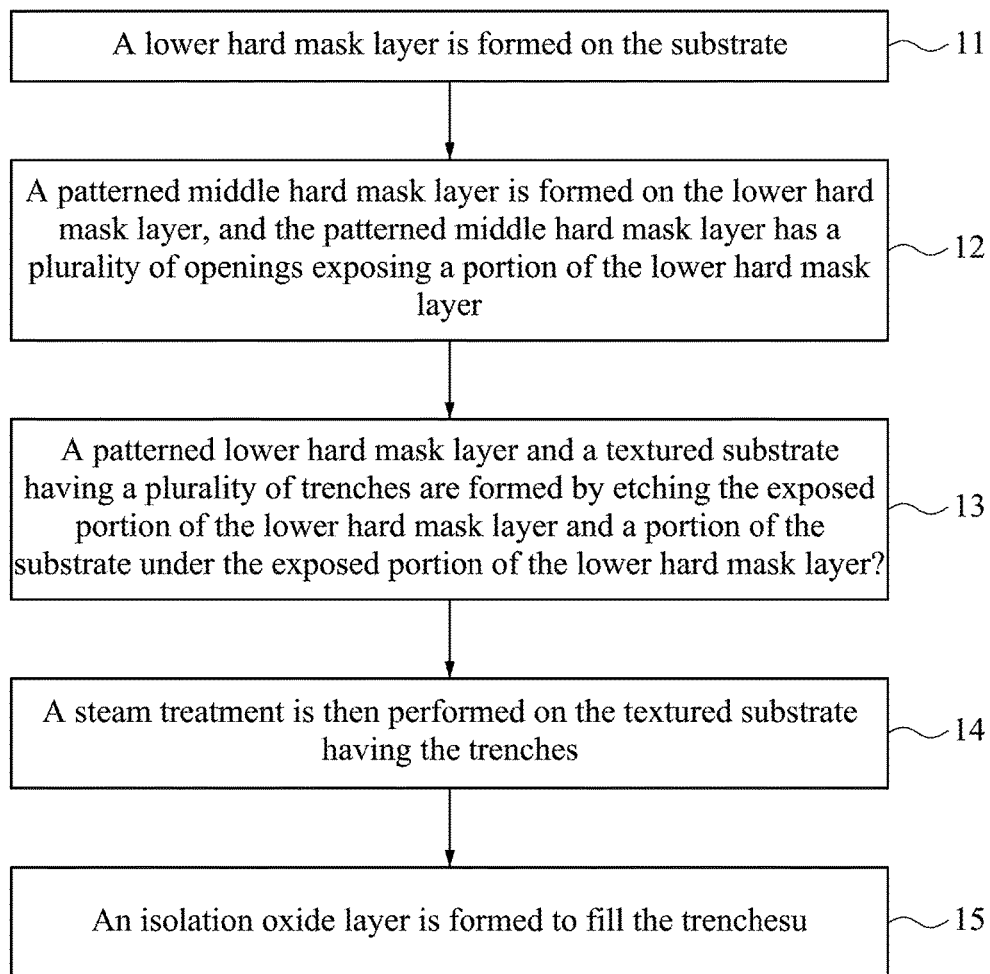 A lower hard mask layer is formed on the substrate
11
A patterned middle hard mask layer is formed on the lower hard
mask layer, and the patterned middle hard mask layer has a
plurality of openings exposing a portion of the lower hard mask
layer
12
A patterned lower hard mask layer and a textured substrate
having a plurality of trenches are formed by etching the exposed
portion of the lower hard mask layer and a portion of the
substrate under the exposed portion of the lower hard mask layer?
13
A steam treatment is then performed on the textured substrate
having the trenches
14
An isolation oxide layer is formed to fill the trenchesu
15